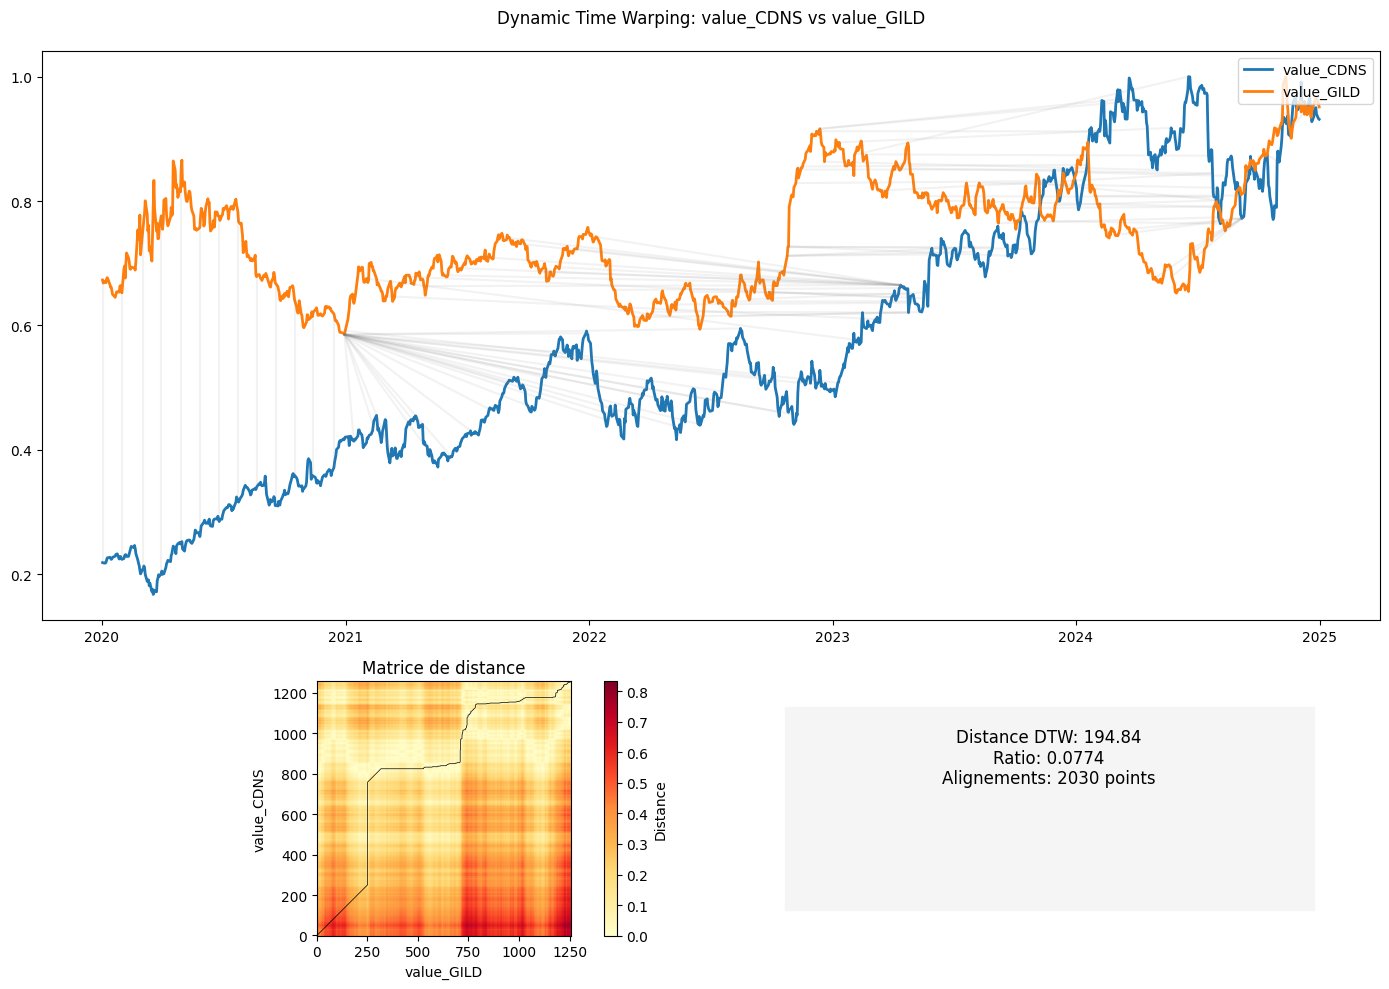 Dynamic Time Warping: value_CDNS vs value_GILD
value_CDNS
value_GILD
1.0
0.8
0.6
0.4
0.2
2020 2021 2022 2023 2024 2025
Matrice de distance
value_CDNS
1200
1000
800
600
400
200
0
0 250 500 750 1000 1250
value_GILD
0.8
0.7
0.6
0.5
0.4
0.3
0.2
0.1
0.0
Distance
Distance DTW: 194.84
Ratio: 0.0774
Alignements: 2030 points